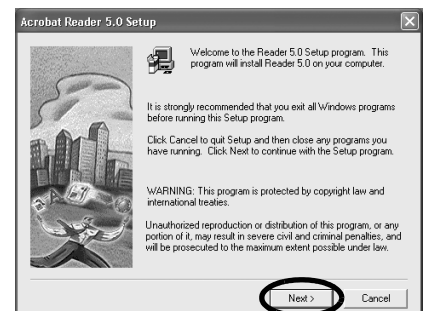 Acrobat Reader 5.0 Setup
Welcome to the Reader 5.0 Setup program. This
program will install Reader 5.0 on your computer.
It is strongly recommended that you exit all Windows programs
before running this Setup program.
Click Cancel to quit Setup and then close any programs you
have running. Click Next to continue with the Setup program.
WARNING: This program is protected by copyright law and
international treaties.
Unauthorized reproduction or distribution of this program, or any
portion of it, may result in severe civil and criminal penalties, and
will be prosecuted to the maximum extent possible under law.
Next >
Cancel